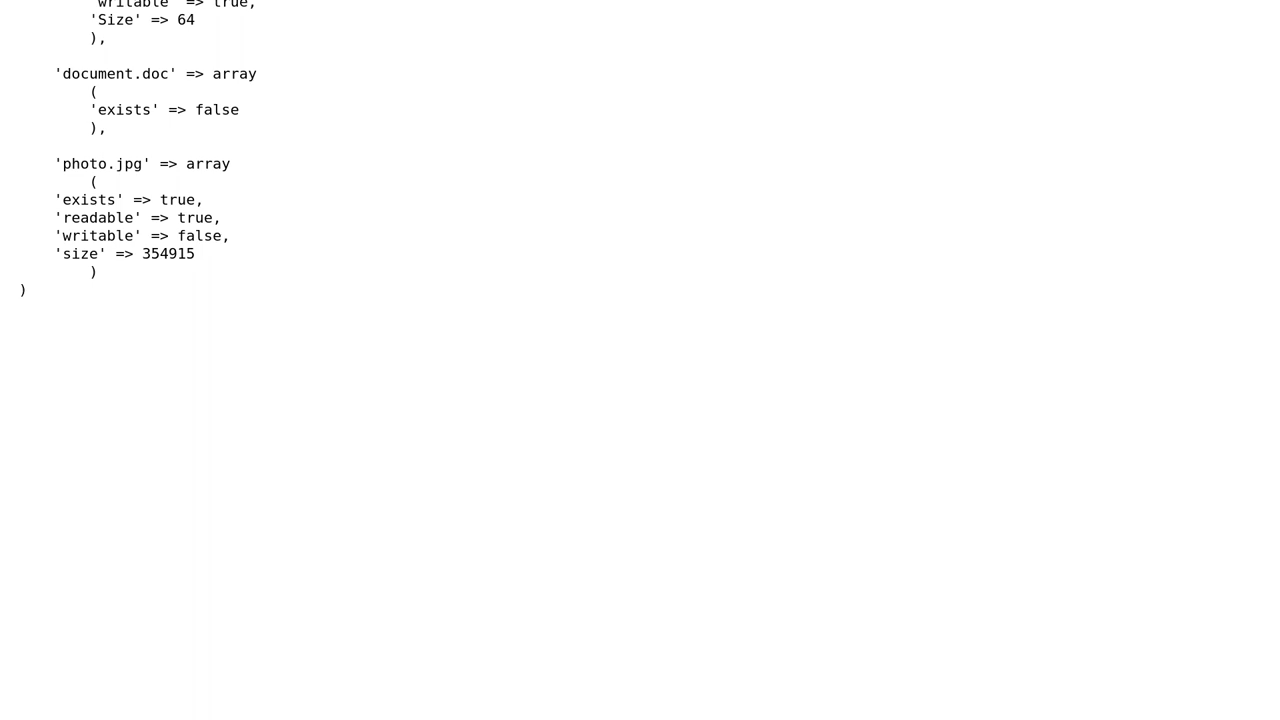 'writable' => true,
'Size' => 64
),
'document.doc' => array
(
'exists' => false
),
'photo.jpg' => array
(
'exists' => true,
'readable' => true,
'writable' => false,
'size' => 354915
)
)